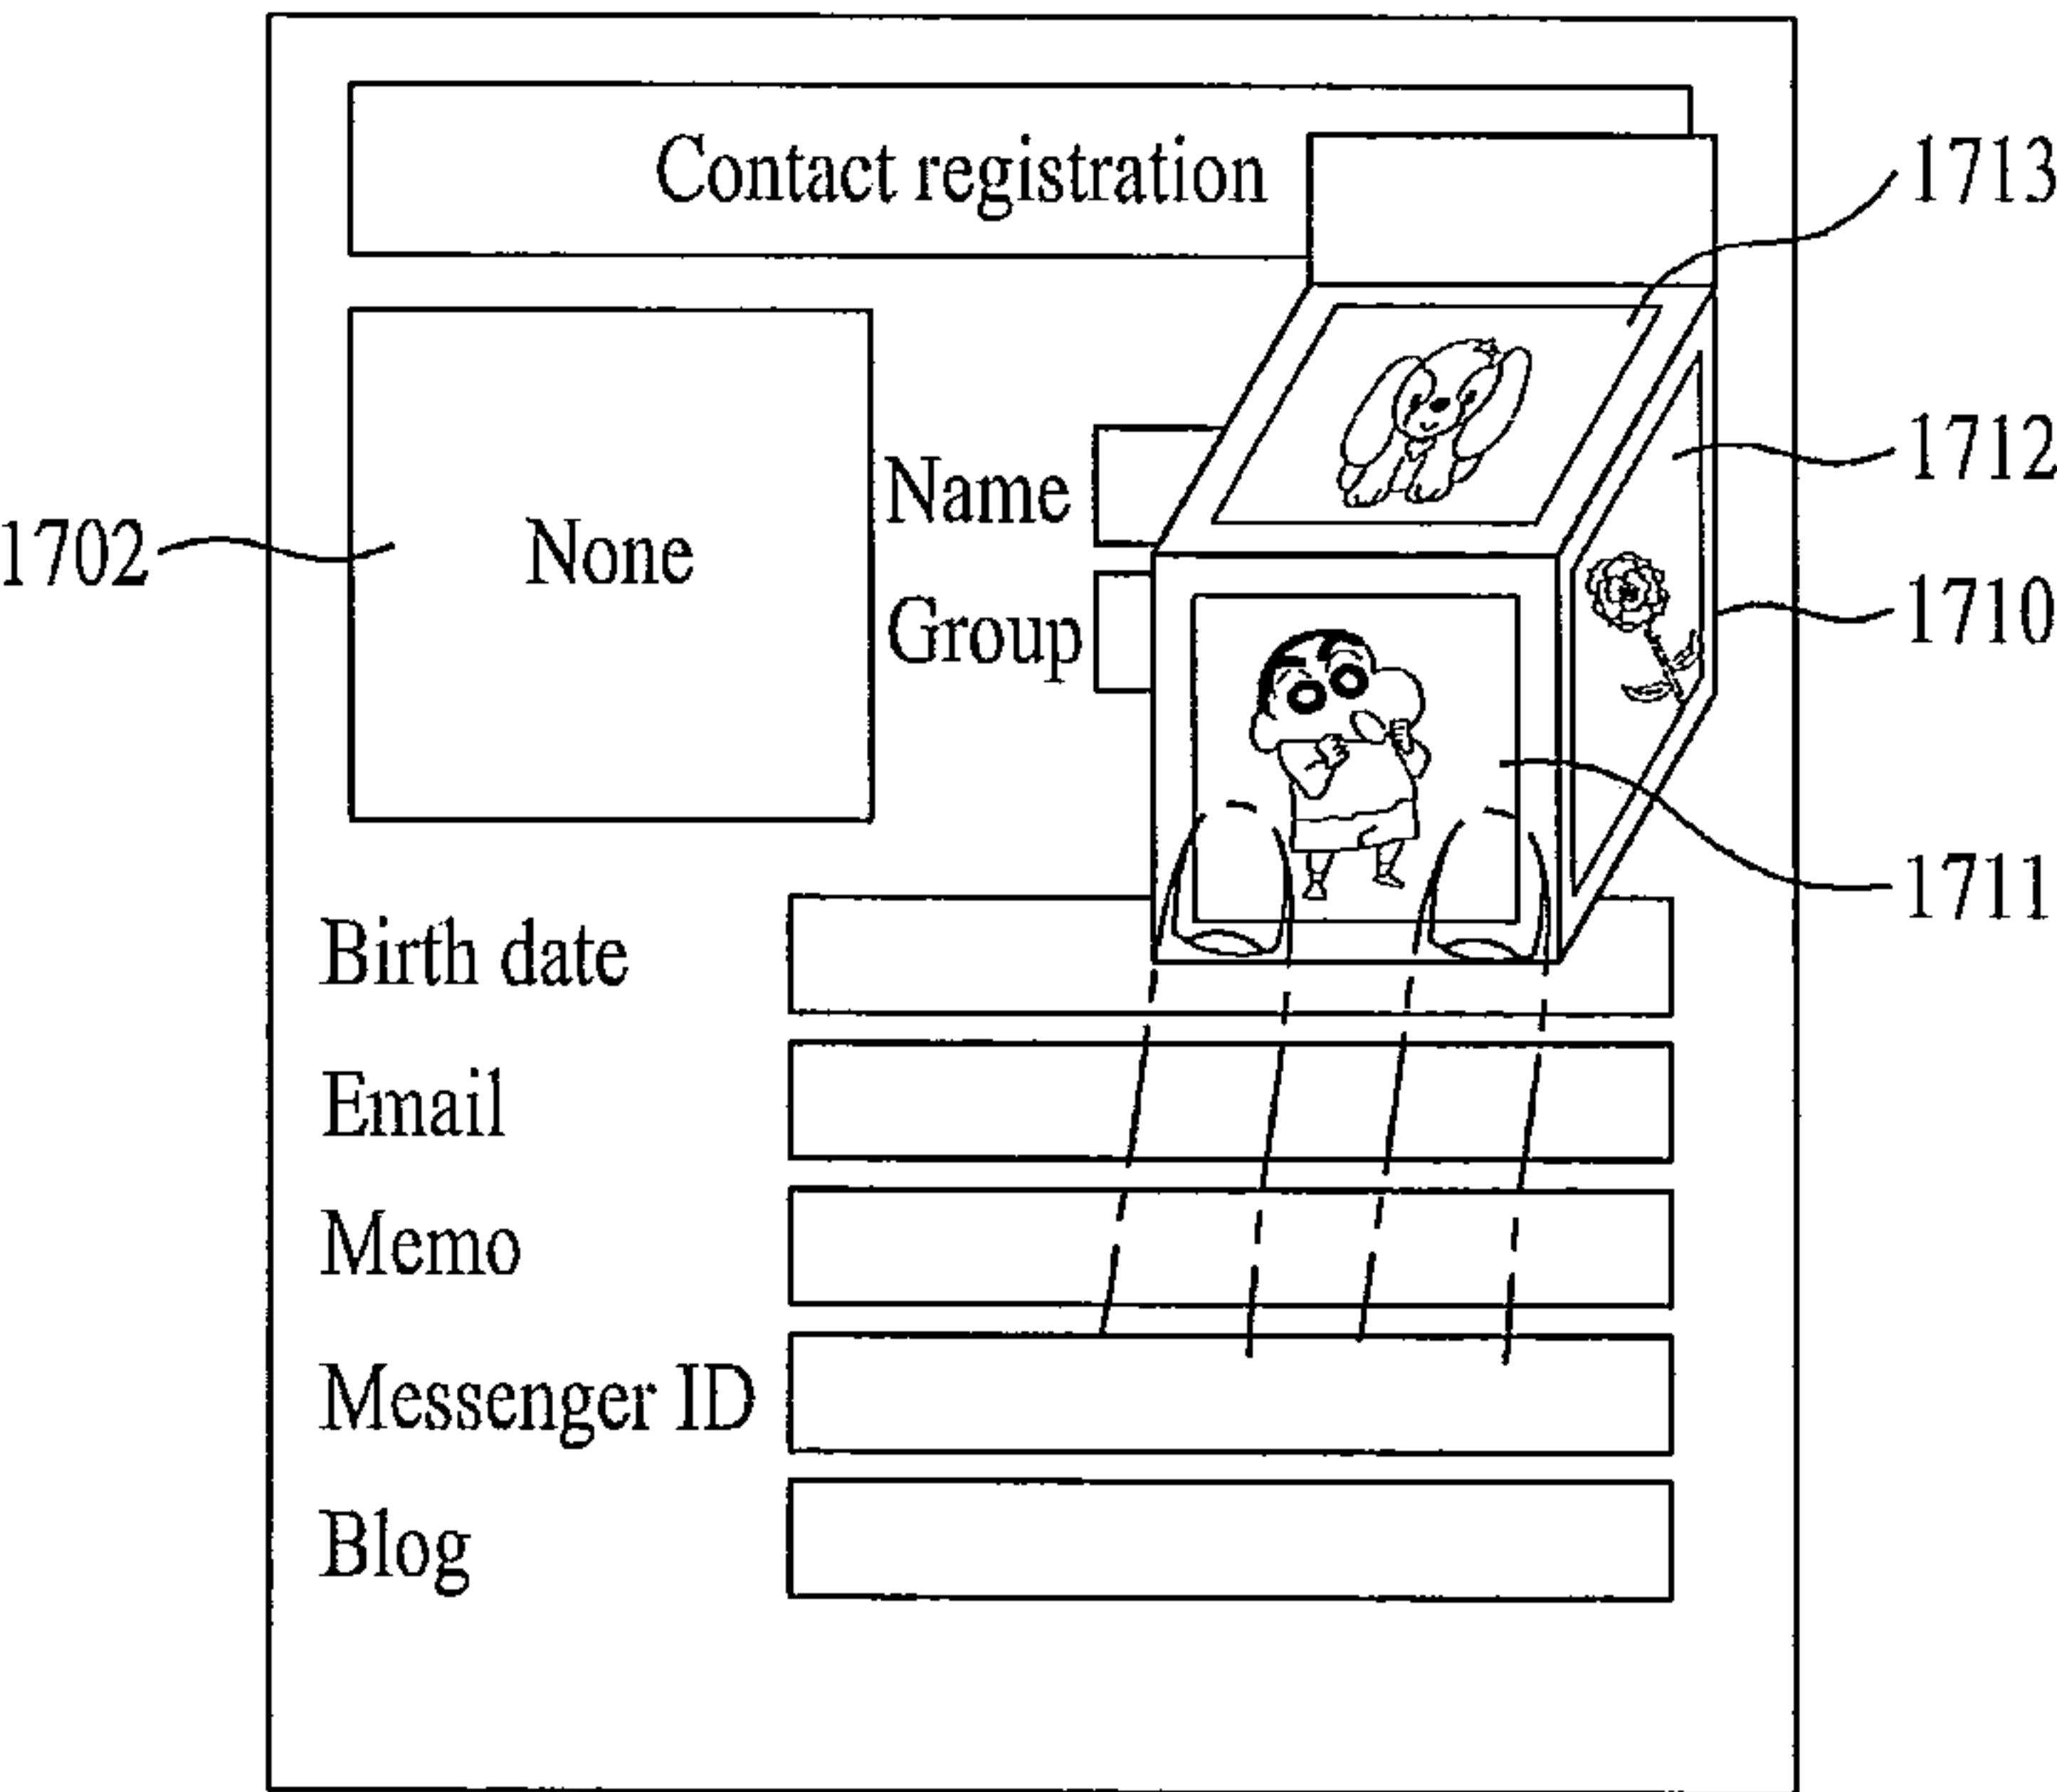 Contact registration
1713
1712
Name
1702
None
1710
Group
1711
Birth date
Email
Memo
Messenger ID
Blog